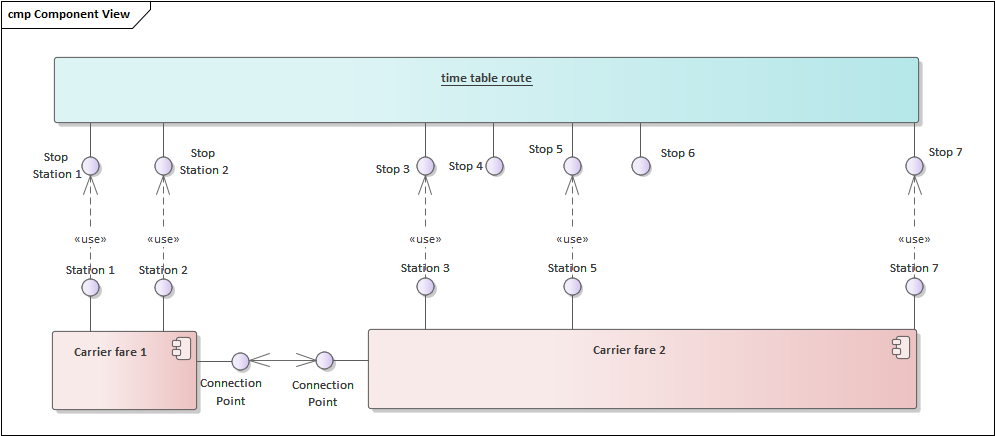 cmp Component View
time table route
Stop
Station 1
Stop
Station 2
Stop 3
Stop 4
Stop 5
Stop 6
Stop 7
«use»
«use»
«use»
«use»
«use»
Station 1
Station 2
Station 3
Station 5
Station 7
Carrier fare 1
Carrier fare 2
Connection
Point
Connection
Point